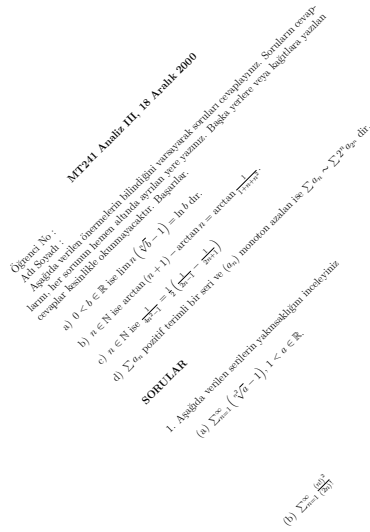 MT241 Analiz III, 18 Aralık 2000
Öğrenci No :
Adı Soyadı :
Aşağıda verilen önermelerin bilindiğini varsayarak soruları cevaplayınız. Soruların cevap-
larını, her sorunun hemen altında ayrılan yere yazınız. Başka yerlere veya kağıtlara yazılan
cevaplar kesinlikle okunmayacaktır. Başarılar.
a) 0 < b ∈ ℝ ise lim n (ⁿ√b − 1) = ln b dır.
b) n ∈ ℕ ise arctan (n + 1) − arctan n = arctan 1/(1+n+n²).
c) n ∈ ℕ ise 1/(4n²−1) = 1/2 (1/(2n−1) − 1/(2n+1))
d) ∑ aₙ pozitif terimli bir seri ve (aₙ) monoton azalan ise ∑ aₙ ∼ ∑ 2ⁿa₂ₙ dir.
SORULAR
1. Aşağıda verilen serilerin yakınsaklığını inceleyiniz
(a) ∑_{n=1}^{∞} (ⁿ²√a − 1), 1 < a ∈ ℝ.
(b) ∑_{n=1}^{∞} (n!)²/(2n)!